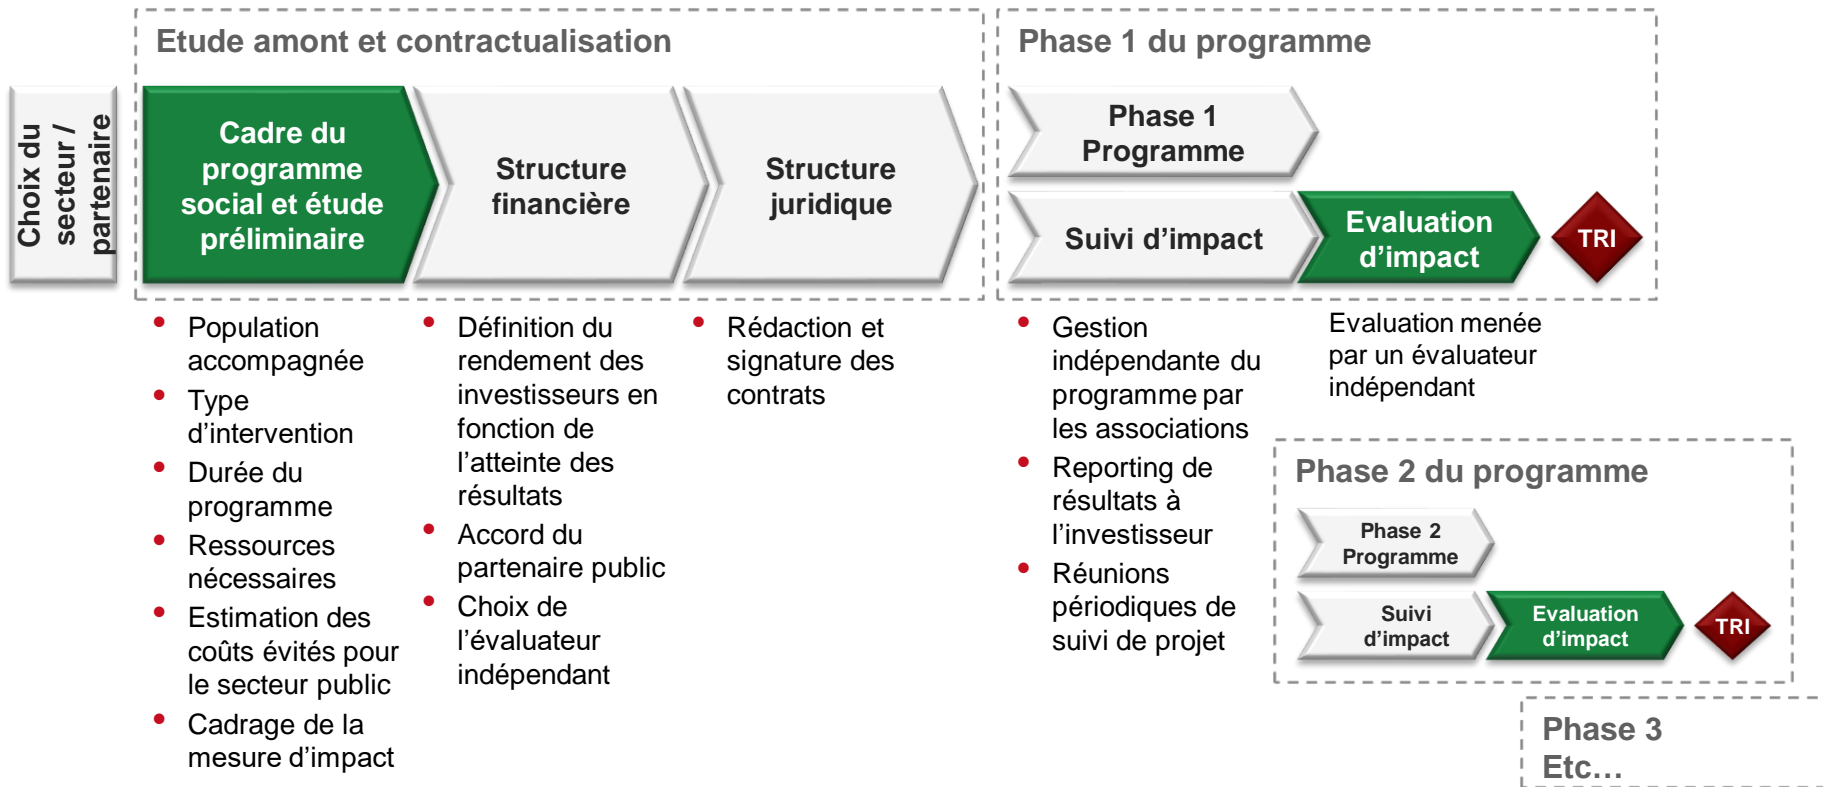 Choix du
secteur /
partenaire
Etude amont et contractualisation
Cadre du
programme
social et étude
préliminaire
Structure
financière
Structure
juridique
• Population
accompagnée
• Type
d’intervention
• Durée du
programme
• Ressources
nécessaires
• Estimation des
coûts évités pour
le secteur public
• Cadrage de la
mesure d’impact
• Définition du
rendement des
investisseurs en
fonction de
l’atteinte des
résultats
• Accord du
partenaire public
• Choix de
l’évaluateur
indépendant
• Rédaction et
signature des
contrats
Phase 1 du programme
Phase 1
Programme
Suivi d’impact
Evaluation
d’impact
TRI
• Gestion
indépendante du
programme par
les associations
• Reporting de
résultats à
l’investisseur
• Réunions
périodiques de
suivi de projet
Evaluation menée
par un évaluateur
indépendant
Phase 2 du programme
Phase 2
Programme
Suivi
d’impact
Evaluation
d’impact
TRI
Phase 3
Etc…